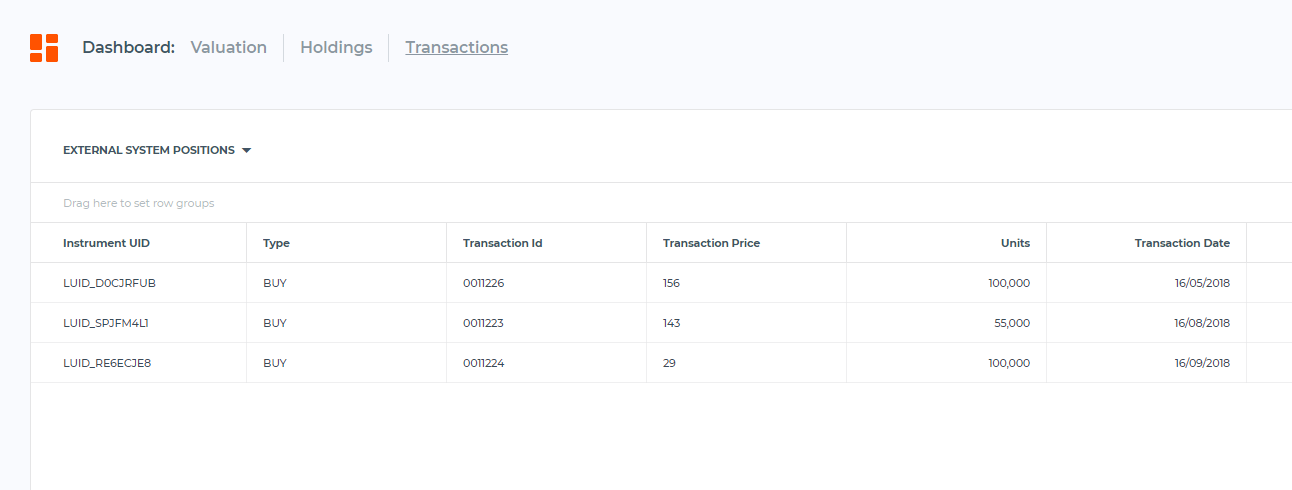 Dashboard: Valuation Holdings Transactions
EXTERNAL SYSTEM POSITIONS
Drag here to set row groups
Instrument UID Type Transaction Id Transaction Price Units Transaction Date
LUID_D0CJRFUB BUY 0011226 156 100,000 16/05/2018
LUID_SPJFM4L1 BUY 0011223 143 55,000 16/08/2018
LUID_RE6ECJE8 BUY 0011224 29 100,000 16/09/2018